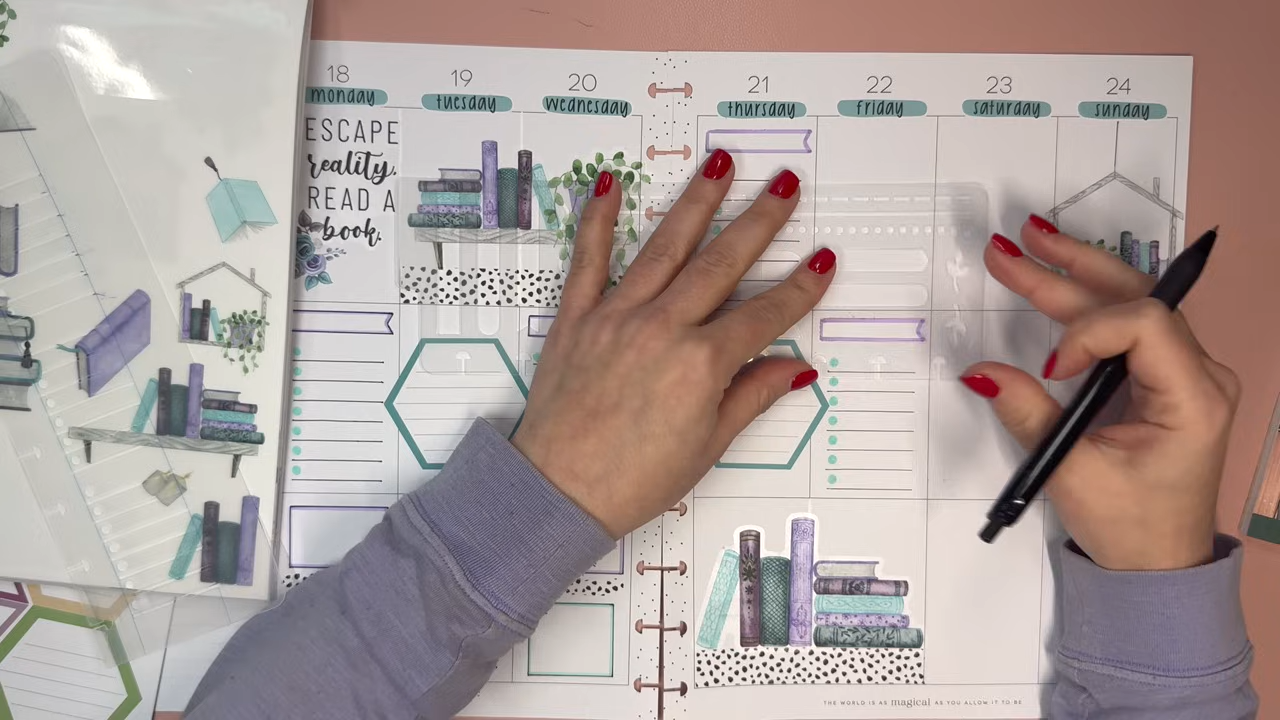 18 19 20 21 22 23 24
monday tuesday wednesday thursday friday saturday sunday
ESCAPE
reality.
READ A
book.
THE WORLD IS AS magical AS YOU ALLOW IT TO BE